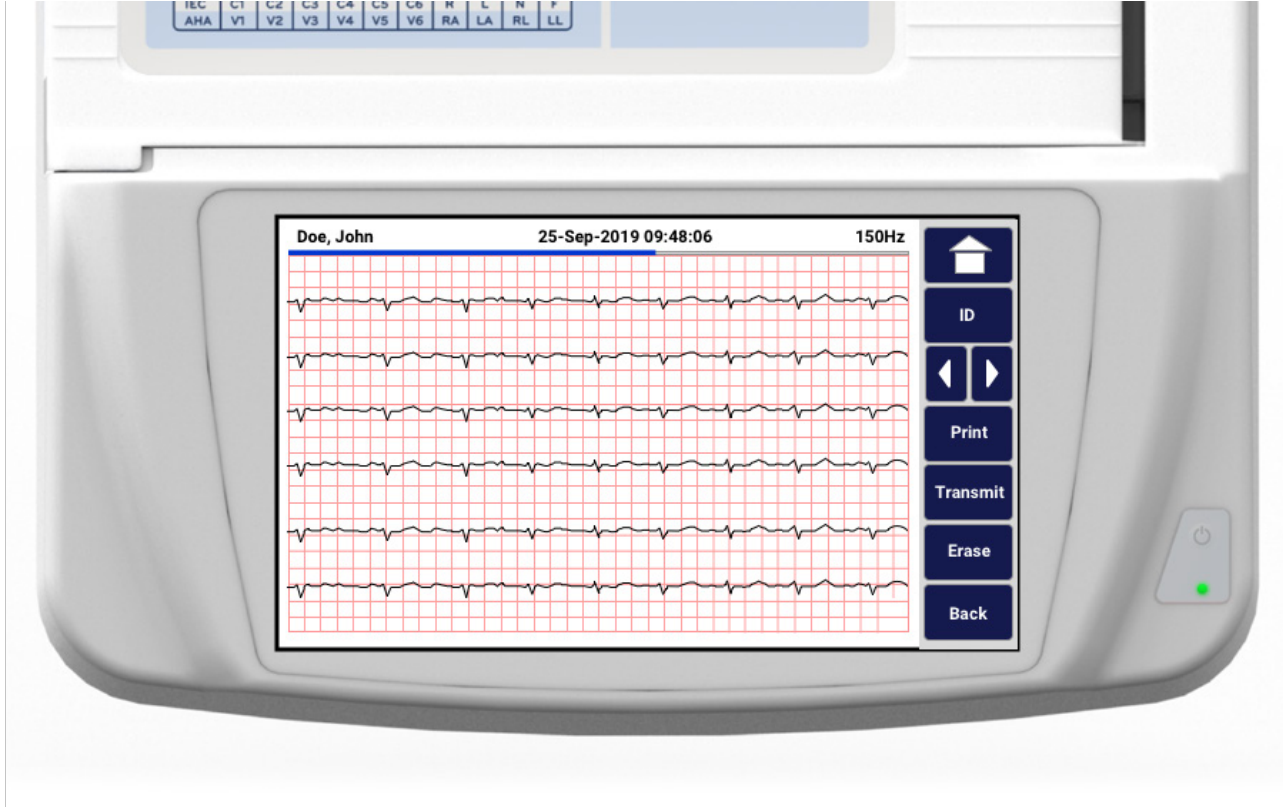 IEC C1 C2 C3 C4 C5 C6 R L N F
AHA V1 V2 V3 V4 V5 V6 RA LA RL LL
Doe, John 25-Sep-2019 09:48:06 150Hz
ID
Print
Transmit
Erase
Back